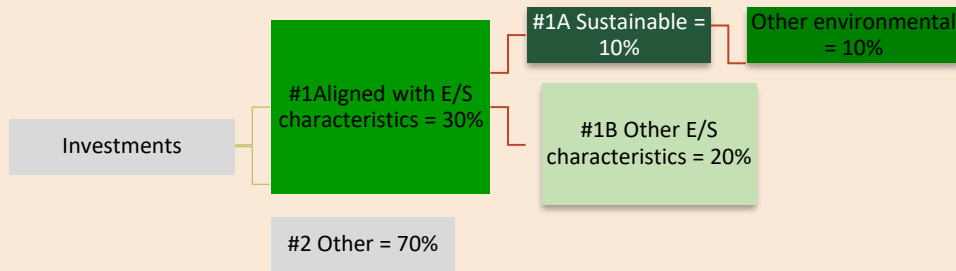 Investments
#1Aligned with E/S
characteristics = 30%
#2 Other = 70%
#1A Sustainable =
10%
#1B Other E/S
characteristics = 20%
Other environmental
= 10%